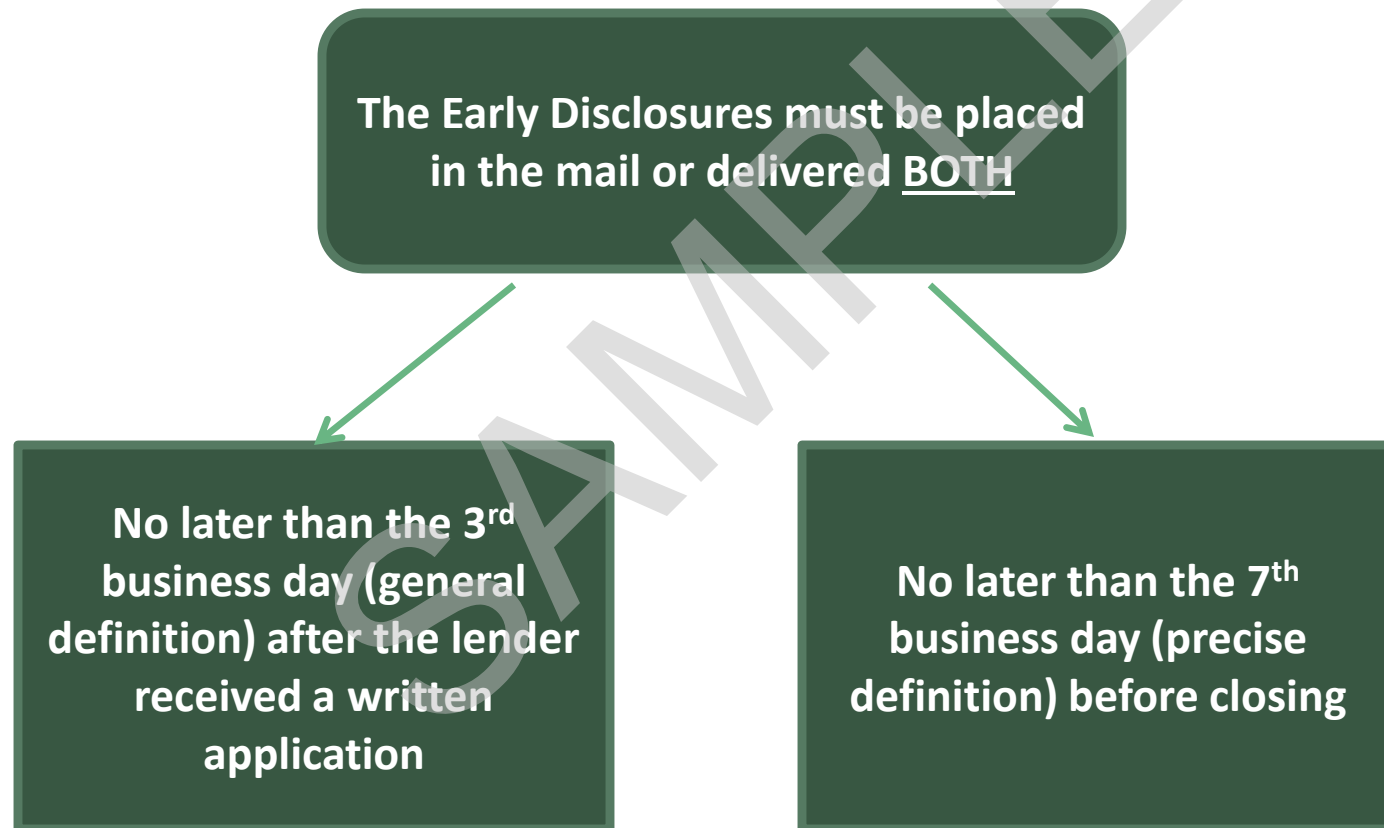 The Early Disclosures must be placed
in the mail or delivered BOTH
No later than the 3rd
business day (general
definition) after the lender
received a written
application
No later than the 7th
business day (precise
definition) before closing
SAMPLE